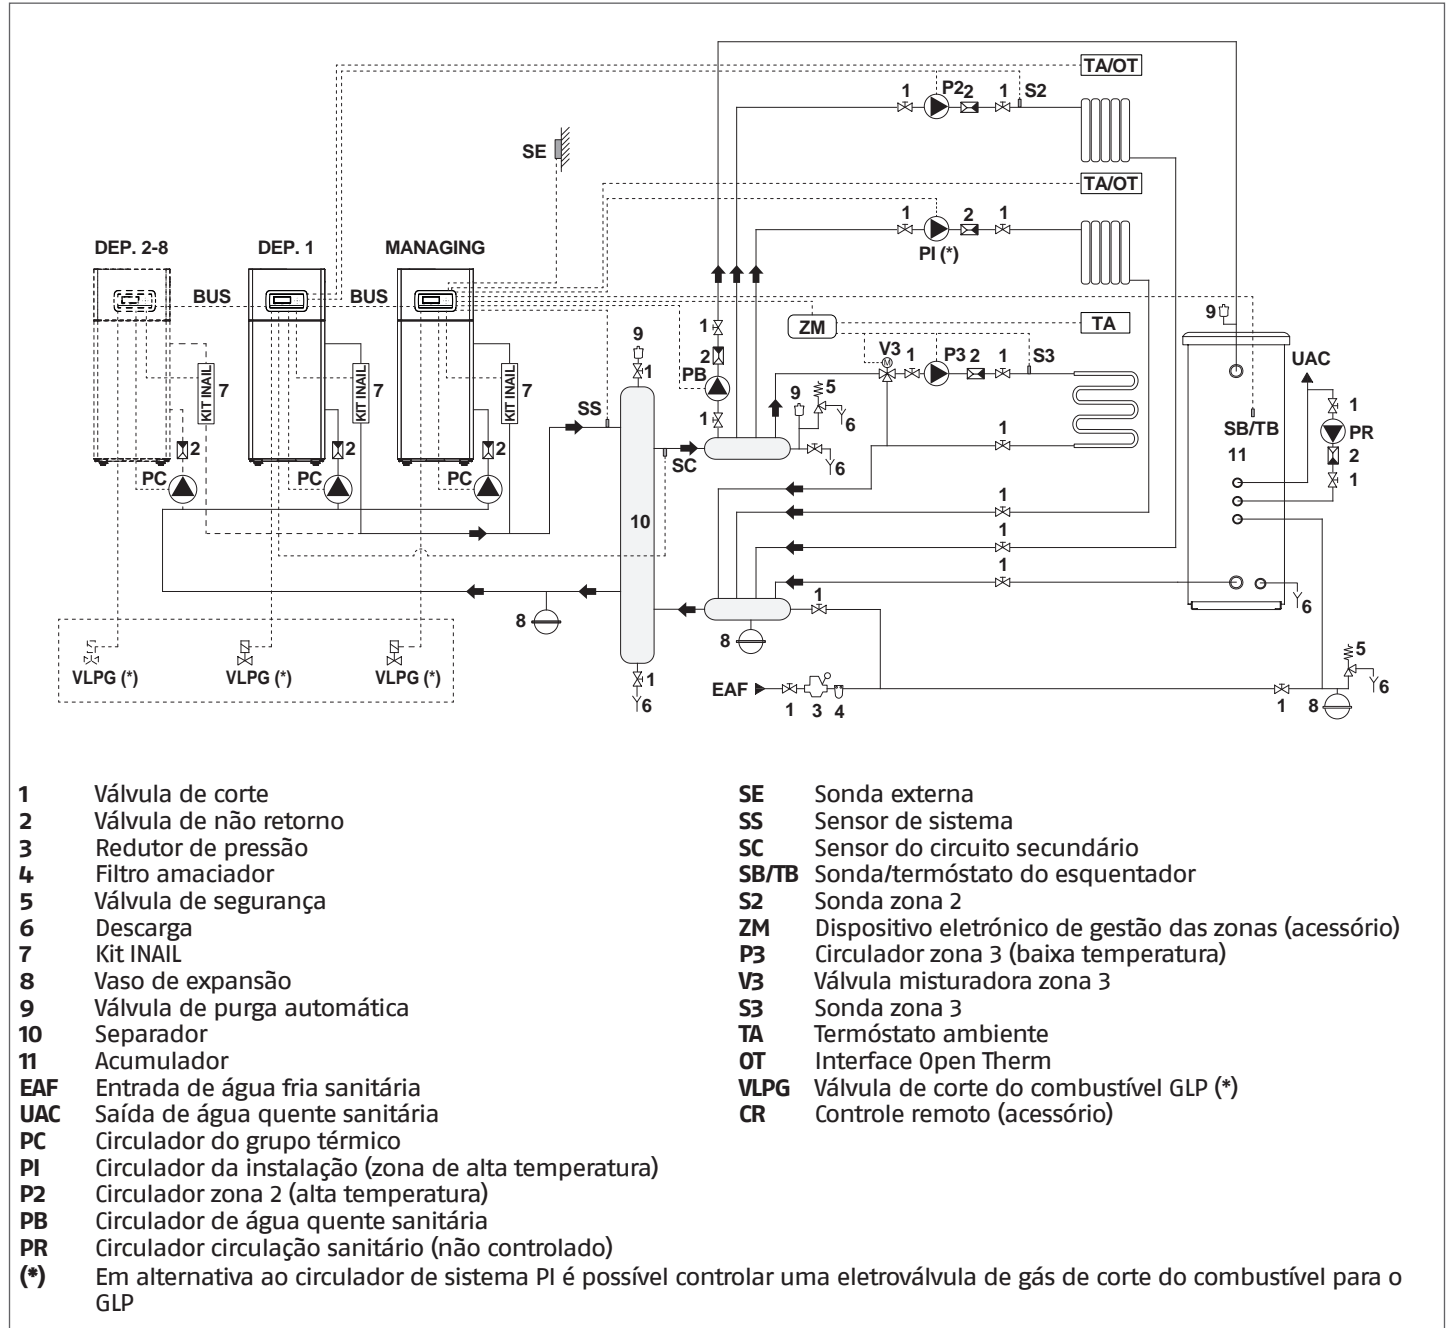 TA/OT
1
P2
2
1
S2
SE
TA/OT
1
2
1
PI (*)
DEP. 2-8
DEP. 1
MANAGING
BUS
BUS
9
ZM
TA
1
9
V3
1
P3
2
1
S3
UAC
2
1
KIT INAIL
7
KIT INAIL
7
KIT INAIL
7
PB
9
5
1
SS
1
6
1
SB/TB
PR
2
2
2
SC
6
11
2
PC
PC
PC
1
1
10
1
1
1
8
8
6
VLPG (*)
VLPG (*)
VLPG (*)
1
6
EAF
1
3
4
1
8
5
6
1 Válvula de corte
2 Válvula de não retorno
3 Redutor de pressão
4 Filtro amaciador
5 Válvula de segurança
6 Descarga
7 Kit INAIL
8 Vaso de expansão
9 Válvula de purga automática
10 Separador
11 Acumulador
EAF Entrada de água fria sanitária
UAC Saída de água quente sanitária
PC Circulador do grupo térmico
PI Circulador da instalação (zona de alta temperatura)
P2 Circulador zona 2 (alta temperatura)
PB Circulador de água quente sanitária
PR Circulador circulação sanitário (não controlado)
(*) Em alternativa ao circulador de sistema PI é possível controlar uma eletroválvula de gás de corte do combustível para o
GLP
SE Sonda externa
SS Sensor de sistema
SC Sensor do circuito secundário
SB/TB Sonda/termóstato do esquentador
S2 Sonda zona 2
ZM Dispositivo eletrónico de gestão das zonas (acessório)
P3 Circulador zona 3 (baixa temperatura)
V3 Válvula misturadora zona 3
S3 Sonda zona 3
TA Termóstato ambiente
OT Interface Open Therm
VLPG Válvula de corte do combustível GLP (*)
CR Controle remoto (acessório)